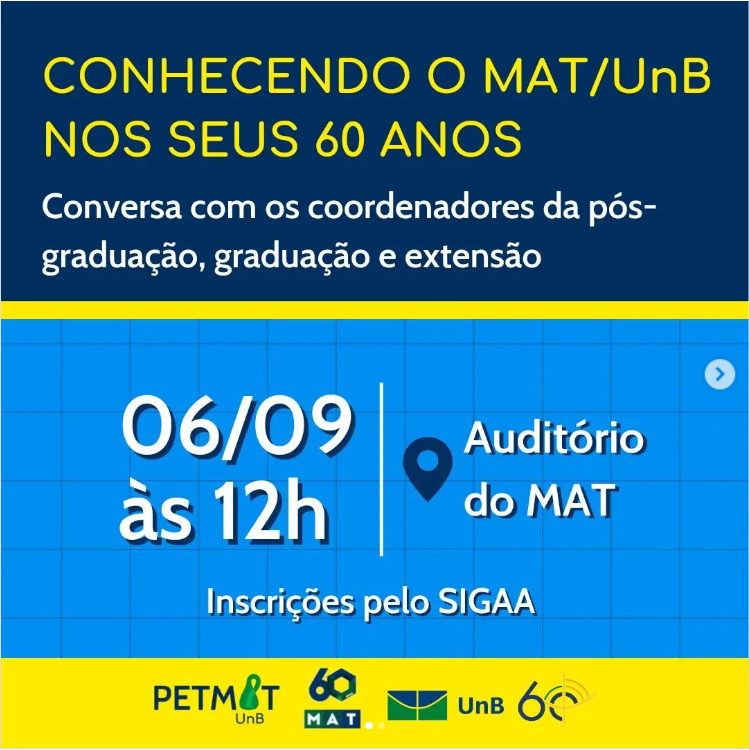 CONHECENDO O MAT/UnB
NOS SEUS 60 ANOS
Conversa com os coordenadores da pós-
graduação, graduação e extensão
06/09
às 12h
Auditório
do MAT
Inscrições pelo SIGAA
PETMAT
UnB
60
MAT
UnB
60